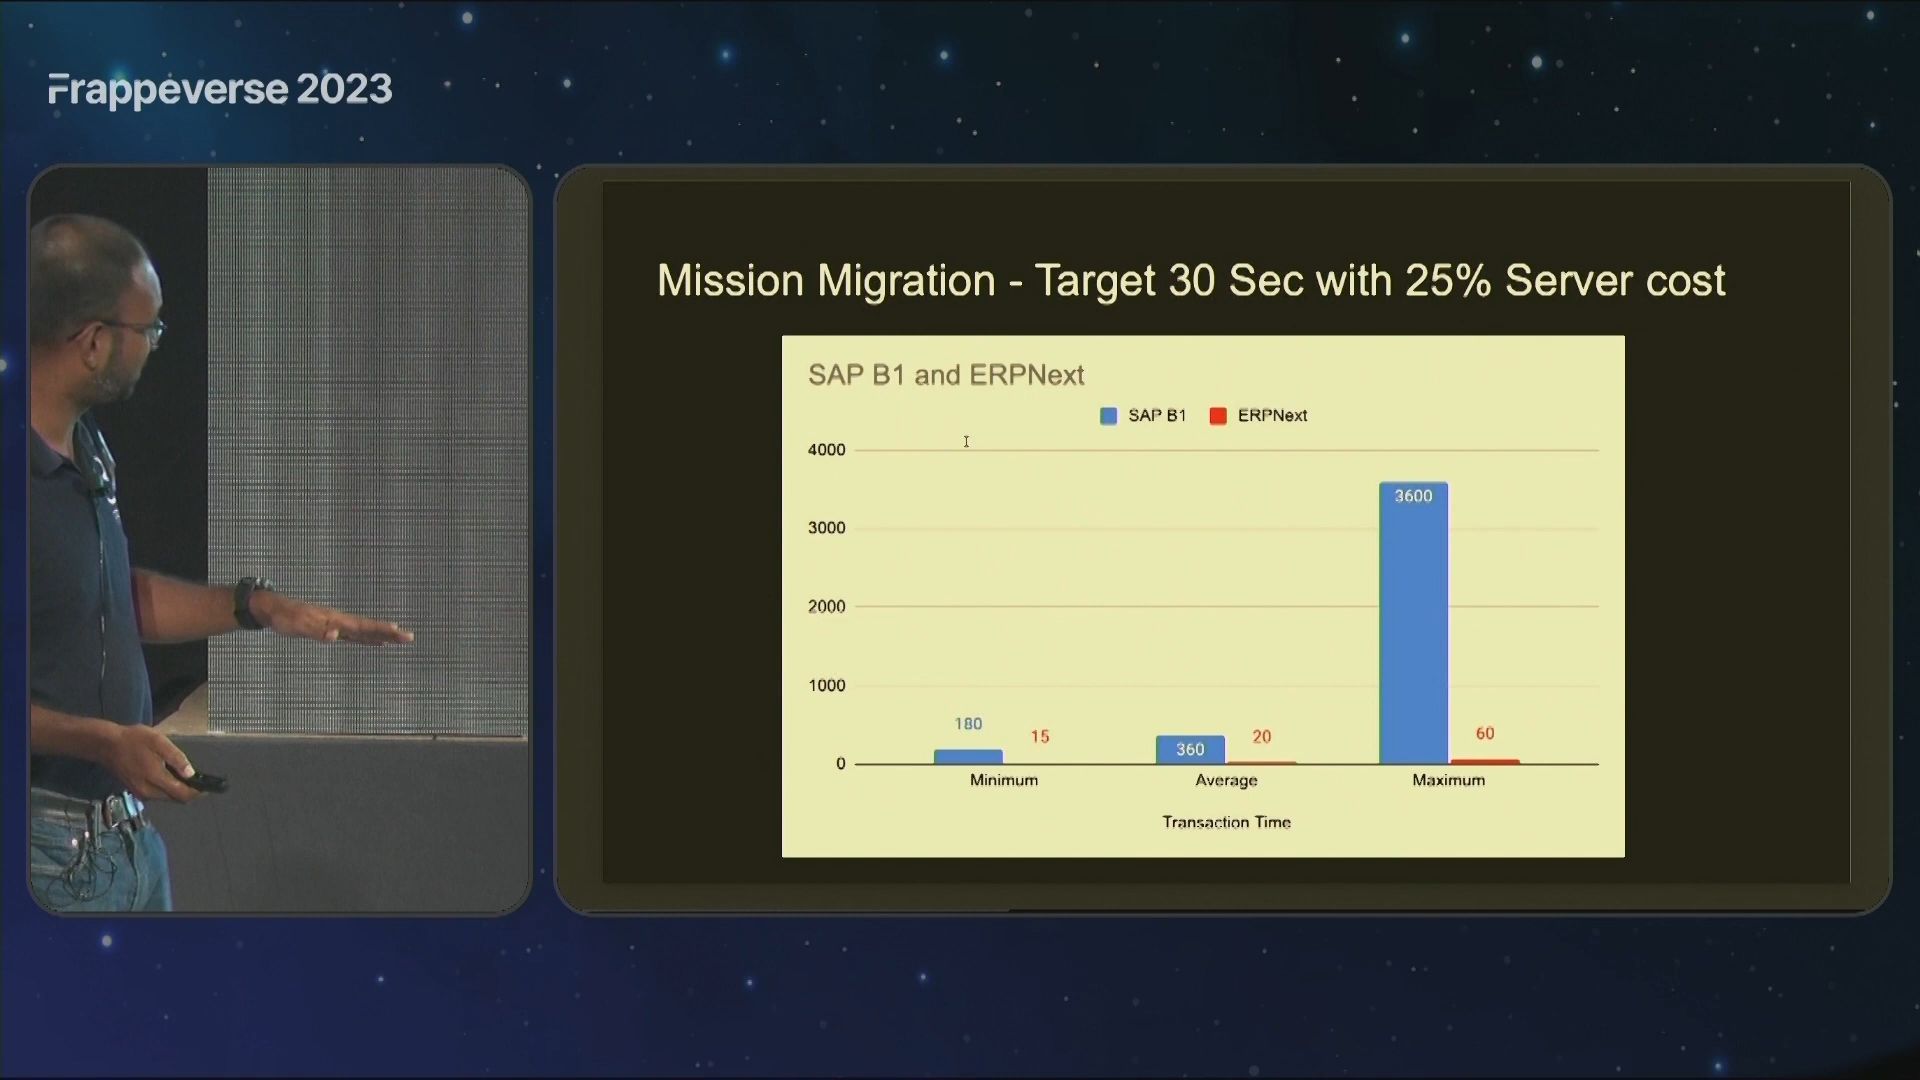 Frappeverse 2023
Mission Migration - Target 30 Sec with 25% Server cost
SAP B1 and ERPNext
SAP B1
ERPNext
4000
3000
2000
1000
0
180
15
360
20
3600
60
Minimum
Average
Maximum
Transaction Time